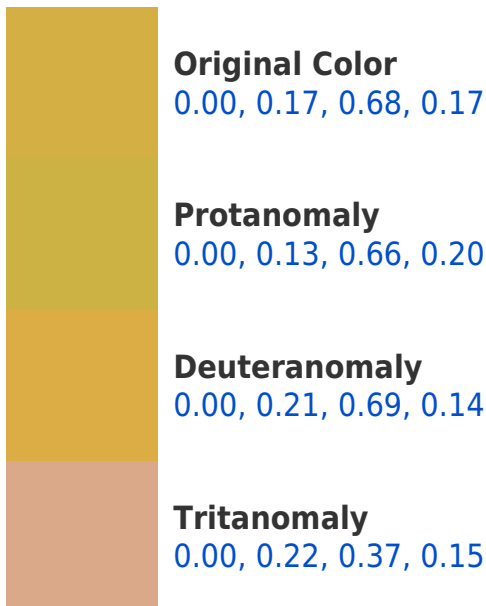 Original Color
0.00, 0.17, 0.68, 0.17
Protanomaly
0.00, 0.13, 0.66, 0.20
Deuteranomaly
0.00, 0.21, 0.69, 0.14
Tritanomaly
0.00, 0.22, 0.37, 0.15